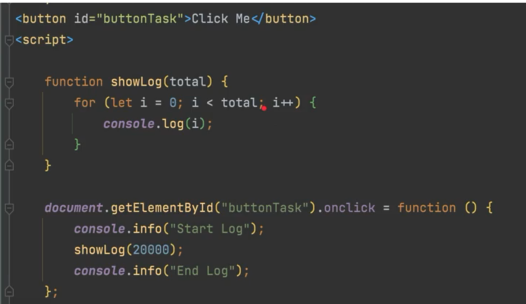 <button id="buttonTask">Click Me</button>
<script>
function showLog(total) {
for (let i = 0; i < total; i++) {
console.log(i);
}
}
document.getElementById("buttonTask").onclick = function () {
console.info("Start Log");
showLog(20000);
console.info("End Log");
};